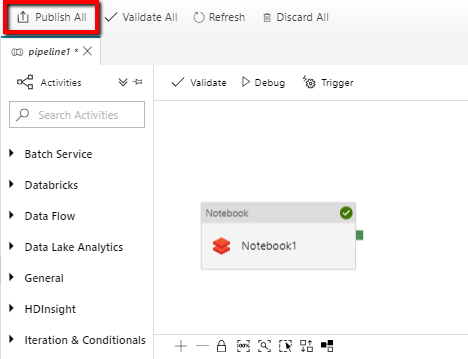 Publish All Validate All Refresh Discard All
pipeline1 *
Activities
Validate Debug Trigger
Search Activities
Batch Service
Databricks
Data Flow
Data Lake Analytics
General
HDInsight
Iteration & Conditionals
Notebook
Notebook1
100%